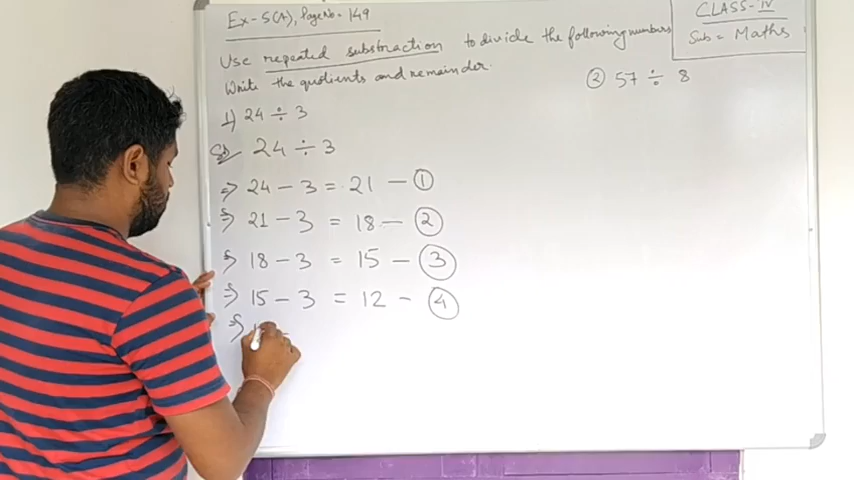 Ex-5(A), Page No. 149
CLASS-IV
Sub = Maths
Use repeated substraction to divide the following numbers
Write the quotients and remainder.
1) 24 ÷ 3
② 57 ÷ 8
24 ÷ 3
⇒ 24 - 3 = 21 - ①
⇒ 21 - 3 = 18 - ②
⇒ 18 - 3 = 15 - ③
⇒ 15 - 3 = 12 - ④
⇒ 1